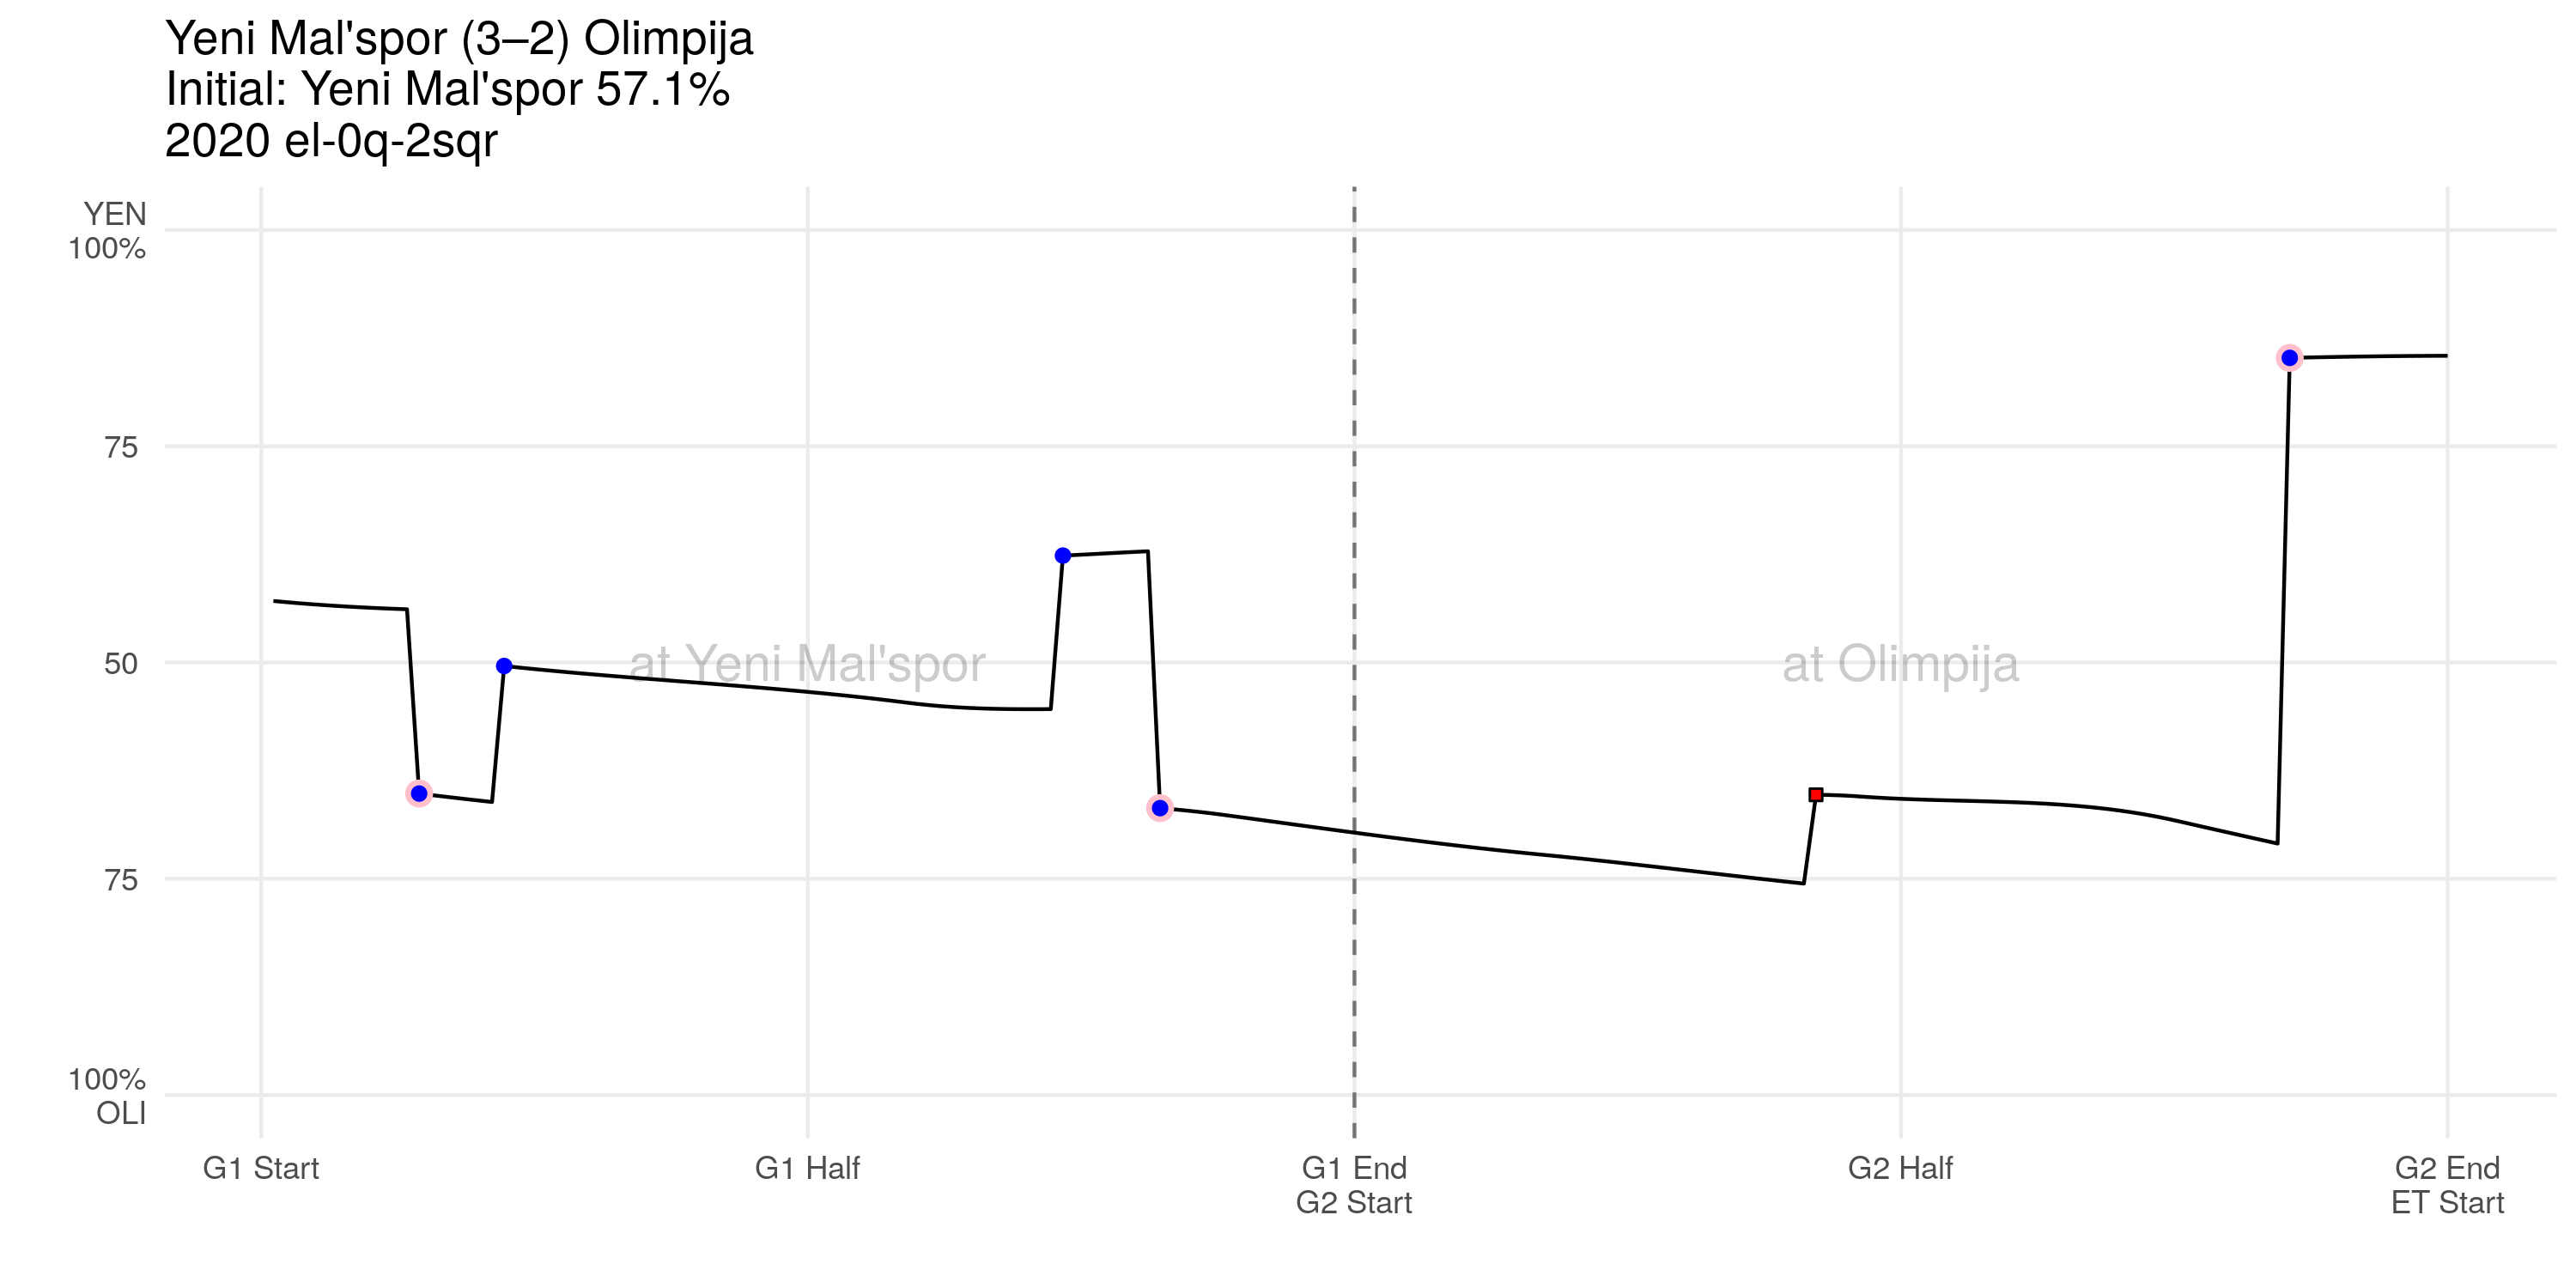 Yeni Mal'spor (3–2) Olimpija
Initial: Yeni Mal'spor 57.1%
2020 el-0q-2sqr
YEN
100%
75
50
75
100%
OLI
at Yeni Mal'spor
at Olimpija
G1 Start
G1 Half
G1 End
G2 Start
G2 Half
G2 End
ET Start